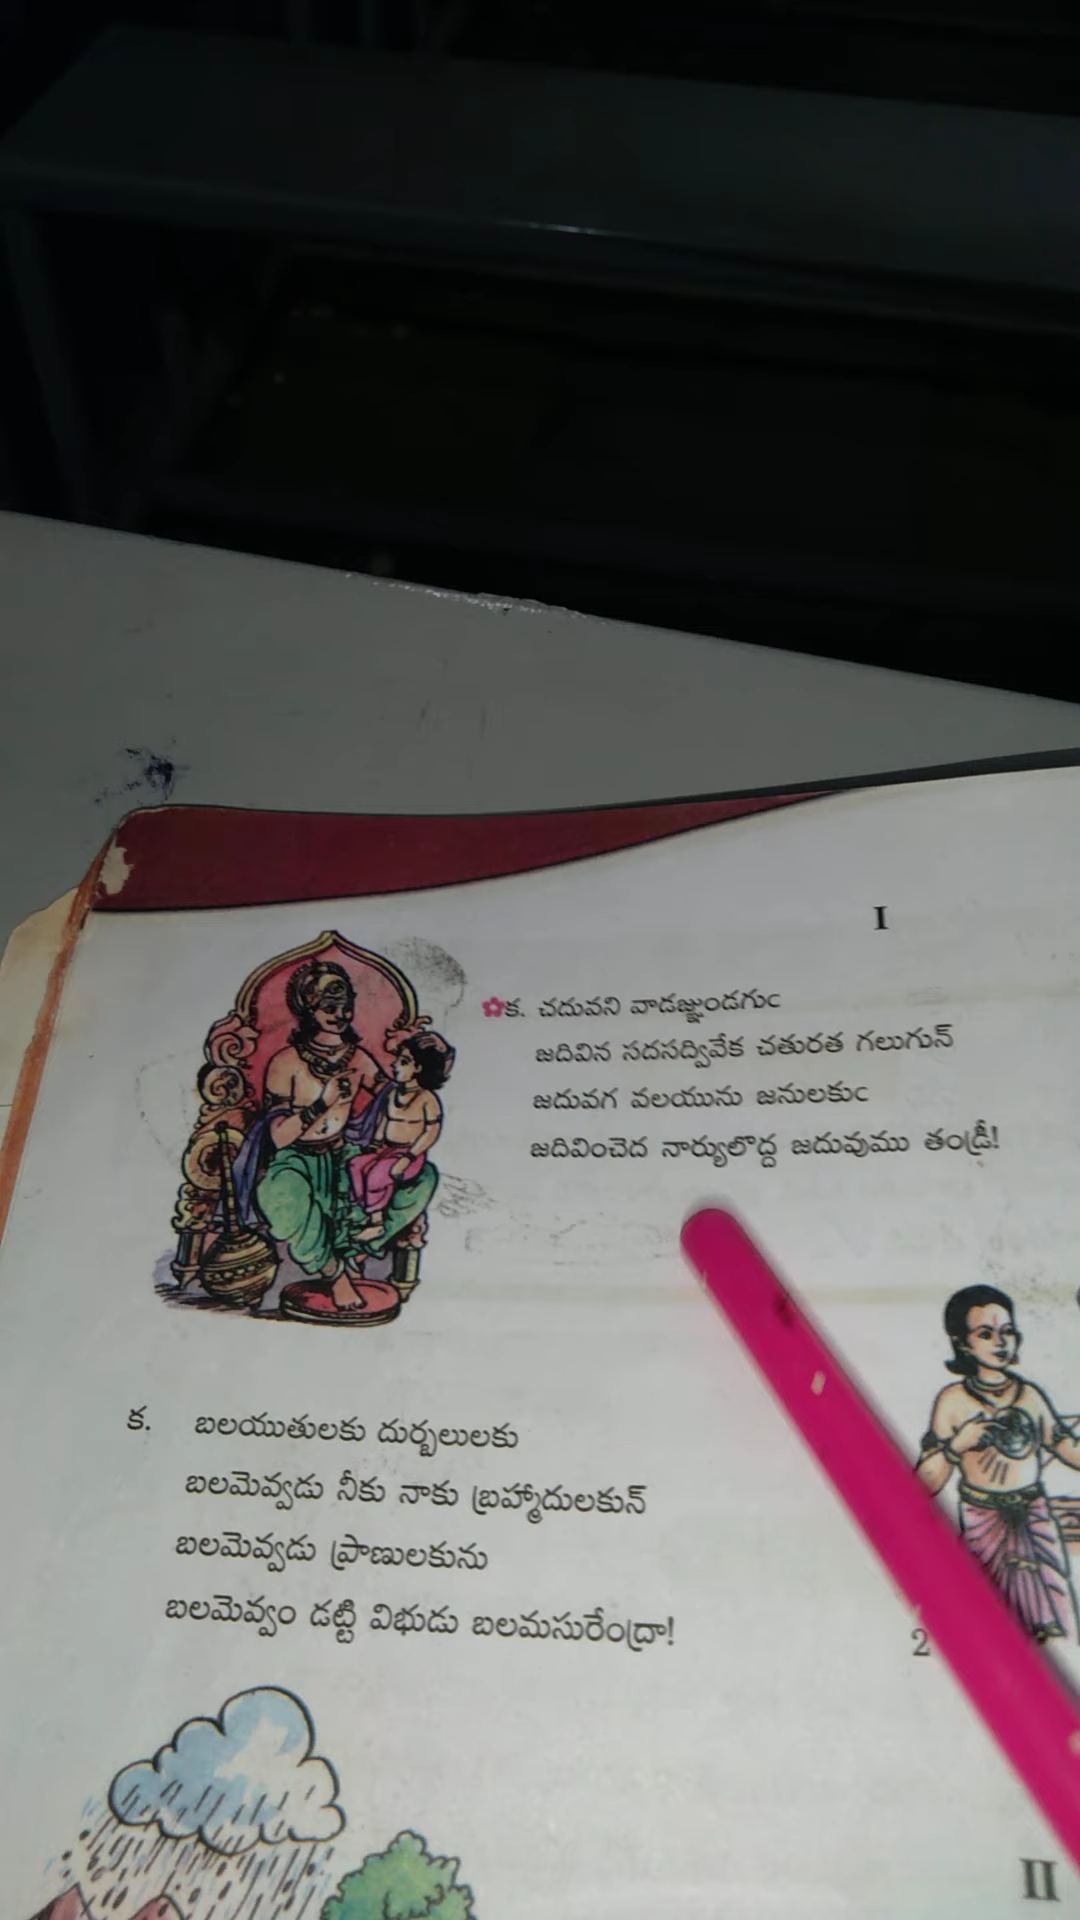 I
క. చదువని వాడజ్ఞుండగుఁ
జదివిన సదసద్వివేక చతురత గలుగున్
జదువగ వలయును జనులకుఁ
జదివించెద నార్యులొద్ద జదువుము తండ్రీ!
క. బలయుతులకు దుర్బలులకు
బలమెవ్వడు నీకు నాకు బ్రహ్మాదులకున్
బలమెవ్వడు ప్రాణులకును
బలమెవ్వం డట్టి విభుడు బలమసురేంద్రా!
2
II